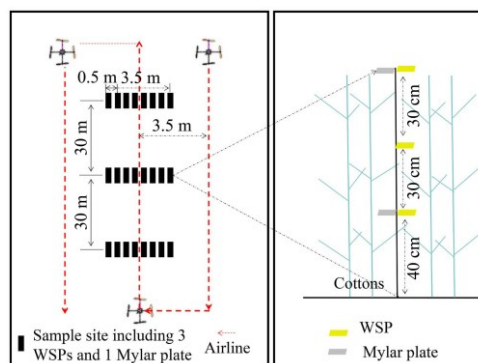 0.5 m 3.5 m
30 m
3.5 m
30 m
Sample site including 3
WSPs and 1 Mylar plate
Airline
30 cm
30 cm
40 cm
Cottons
WSP
Mylar plate